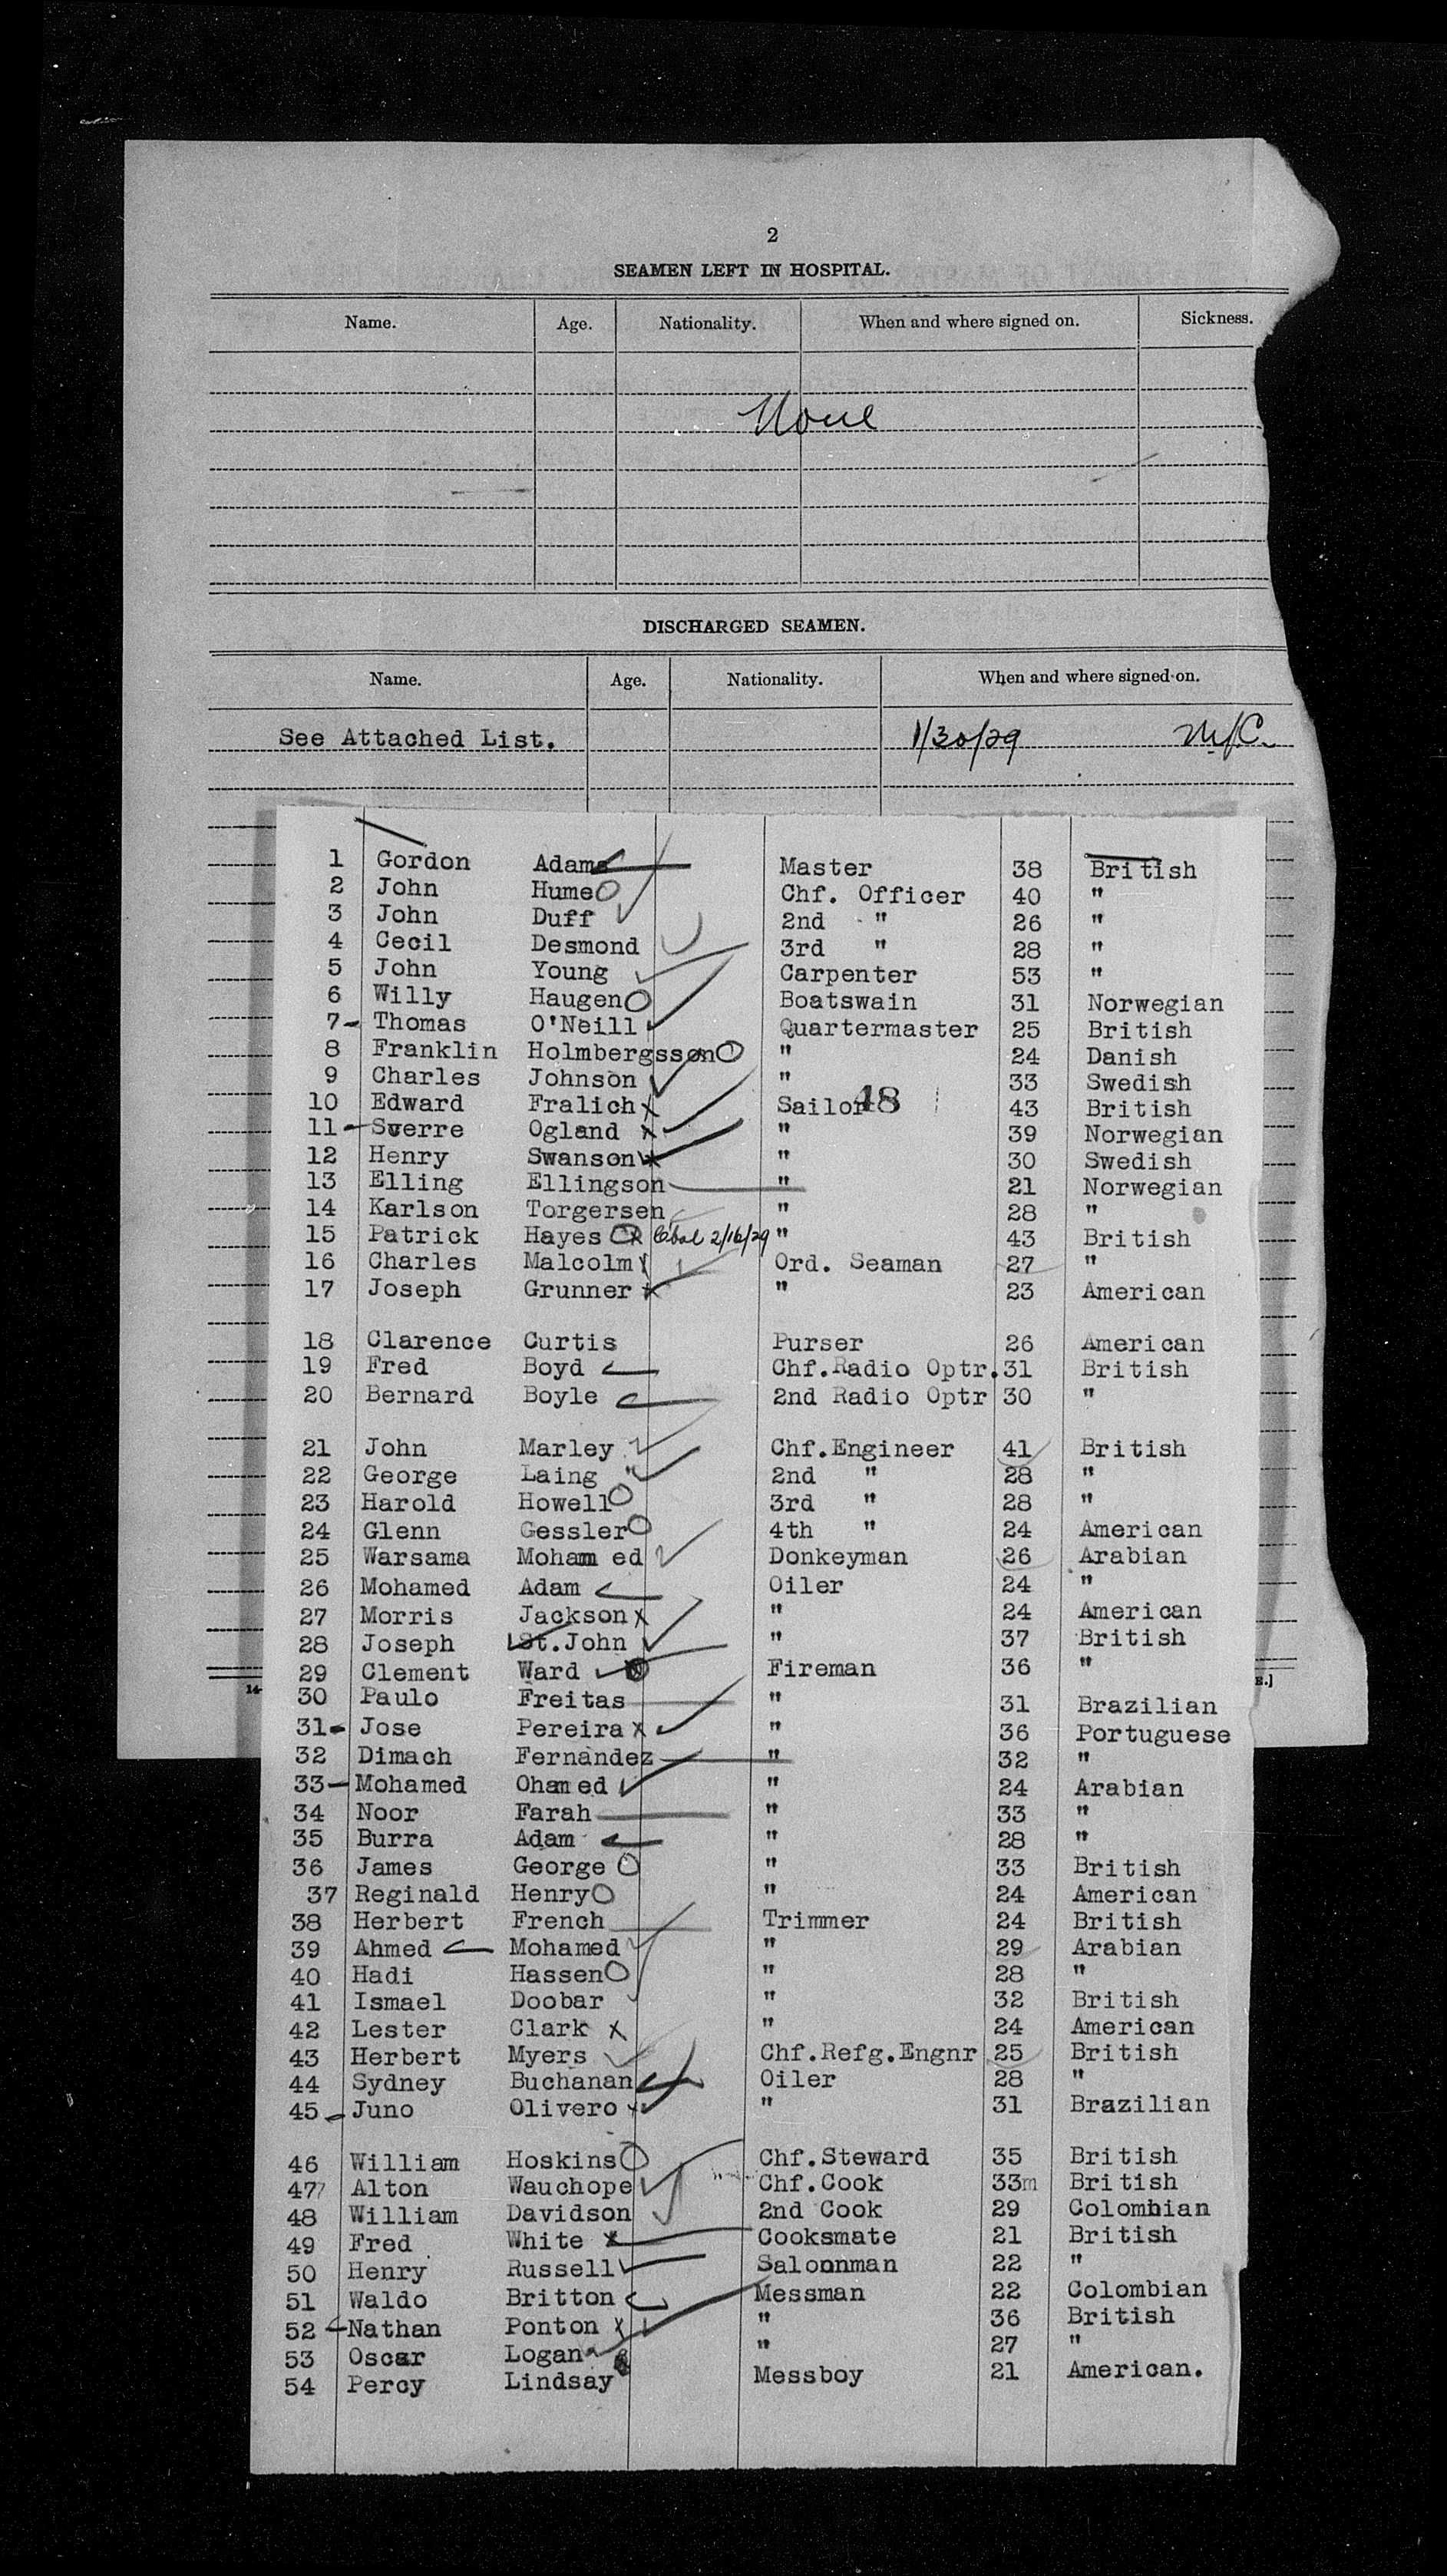 2
SEAMEN LEFT IN HOSPITAL.
Name. Age. Nationality. When and where signed on. Sickness.
None
DISCHARGED SEAMEN.
Name. Age. Nationality. When and where signed on.
See Attached List. 1/30/29
1 Gordon Adams Master 38 British
2 John Hume Chf. Officer 40 "
3 John Duff 2nd " 26 "
4 Cecil Desmond 3rd " 28 "
5 John Young Carpenter 53 "
6 Willy Haugen Boatswain 31 Norwegian
7 Thomas O'Neill Quartermaster 25 British
8 Franklin Holmbergsson " 24 Danish
9 Charles Johnson " 33 Swedish
10 Edward Fralich Sailor 48 43 British
11 Sverre Ogland " 39 Norwegian
12 Henry Swanson " 30 Swedish
13 Elling Ellingson " 21 Norwegian
14 Karlson Torgersen " 28 "
15 Patrick Hayes 2/16/29 " 43 British
16 Charles Malcolm Ord. Seaman 27 "
17 Joseph Grunner " 23 American
18 Clarence Curtis Purser 26 American
19 Fred Boyd Chf.Radio Optr. 31 British
20 Bernard Boyle 2nd Radio Optr 30 "
21 John Marley Chf.Engineer 41 British
22 George Laing 2nd " 28 "
23 Harold Howell 3rd " 28 "
24 Glenn Gessler 4th " 24 American
25 Warsama Moham ed Donkeyman 26 Arabian
26 Mohamed Adam Oiler 24 "
27 Morris Jackson " 24 American
28 Joseph St.John " 37 British
29 Clement Ward Fireman 36 "
30 Paulo Freitas " 31 Brazilian
31 Jose Pereira " 36 Portuguese
32 Dimach Fernandez " 32 "
33 Mohamed Ohamed " 24 Arabian
34 Noor Farah " 33 "
35 Burra Adam " 28 "
36 James George " 33 British
37 Reginald Henry " 24 American
38 Herbert French Trimmer 24 British
39 Ahmed Mohamed " 29 Arabian
40 Hadi Hassen " 28 "
41 Ismael Doobar " 32 British
42 Lester Clark " 24 American
43 Herbert Myers Chf.Refg.Engnr 25 British
44 Sydney Buchanan Oiler 28 "
45 Juno Olivero " 31 Brazilian
46 William Hoskins Chf.Steward 35 British
47 Alton Wauchope Chf.Cook 33m British
48 William Davidson 2nd Cook 29 Colombian
49 Fred White Cooksmate 21 British
50 Henry Russell Saloonman 22 "
51 Waldo Britton Messman 22 Colombian
52 Nathan Ponton " 36 British
53 Oscar Logan " 27 "
54 Percy Lindsay Messboy 21 American.